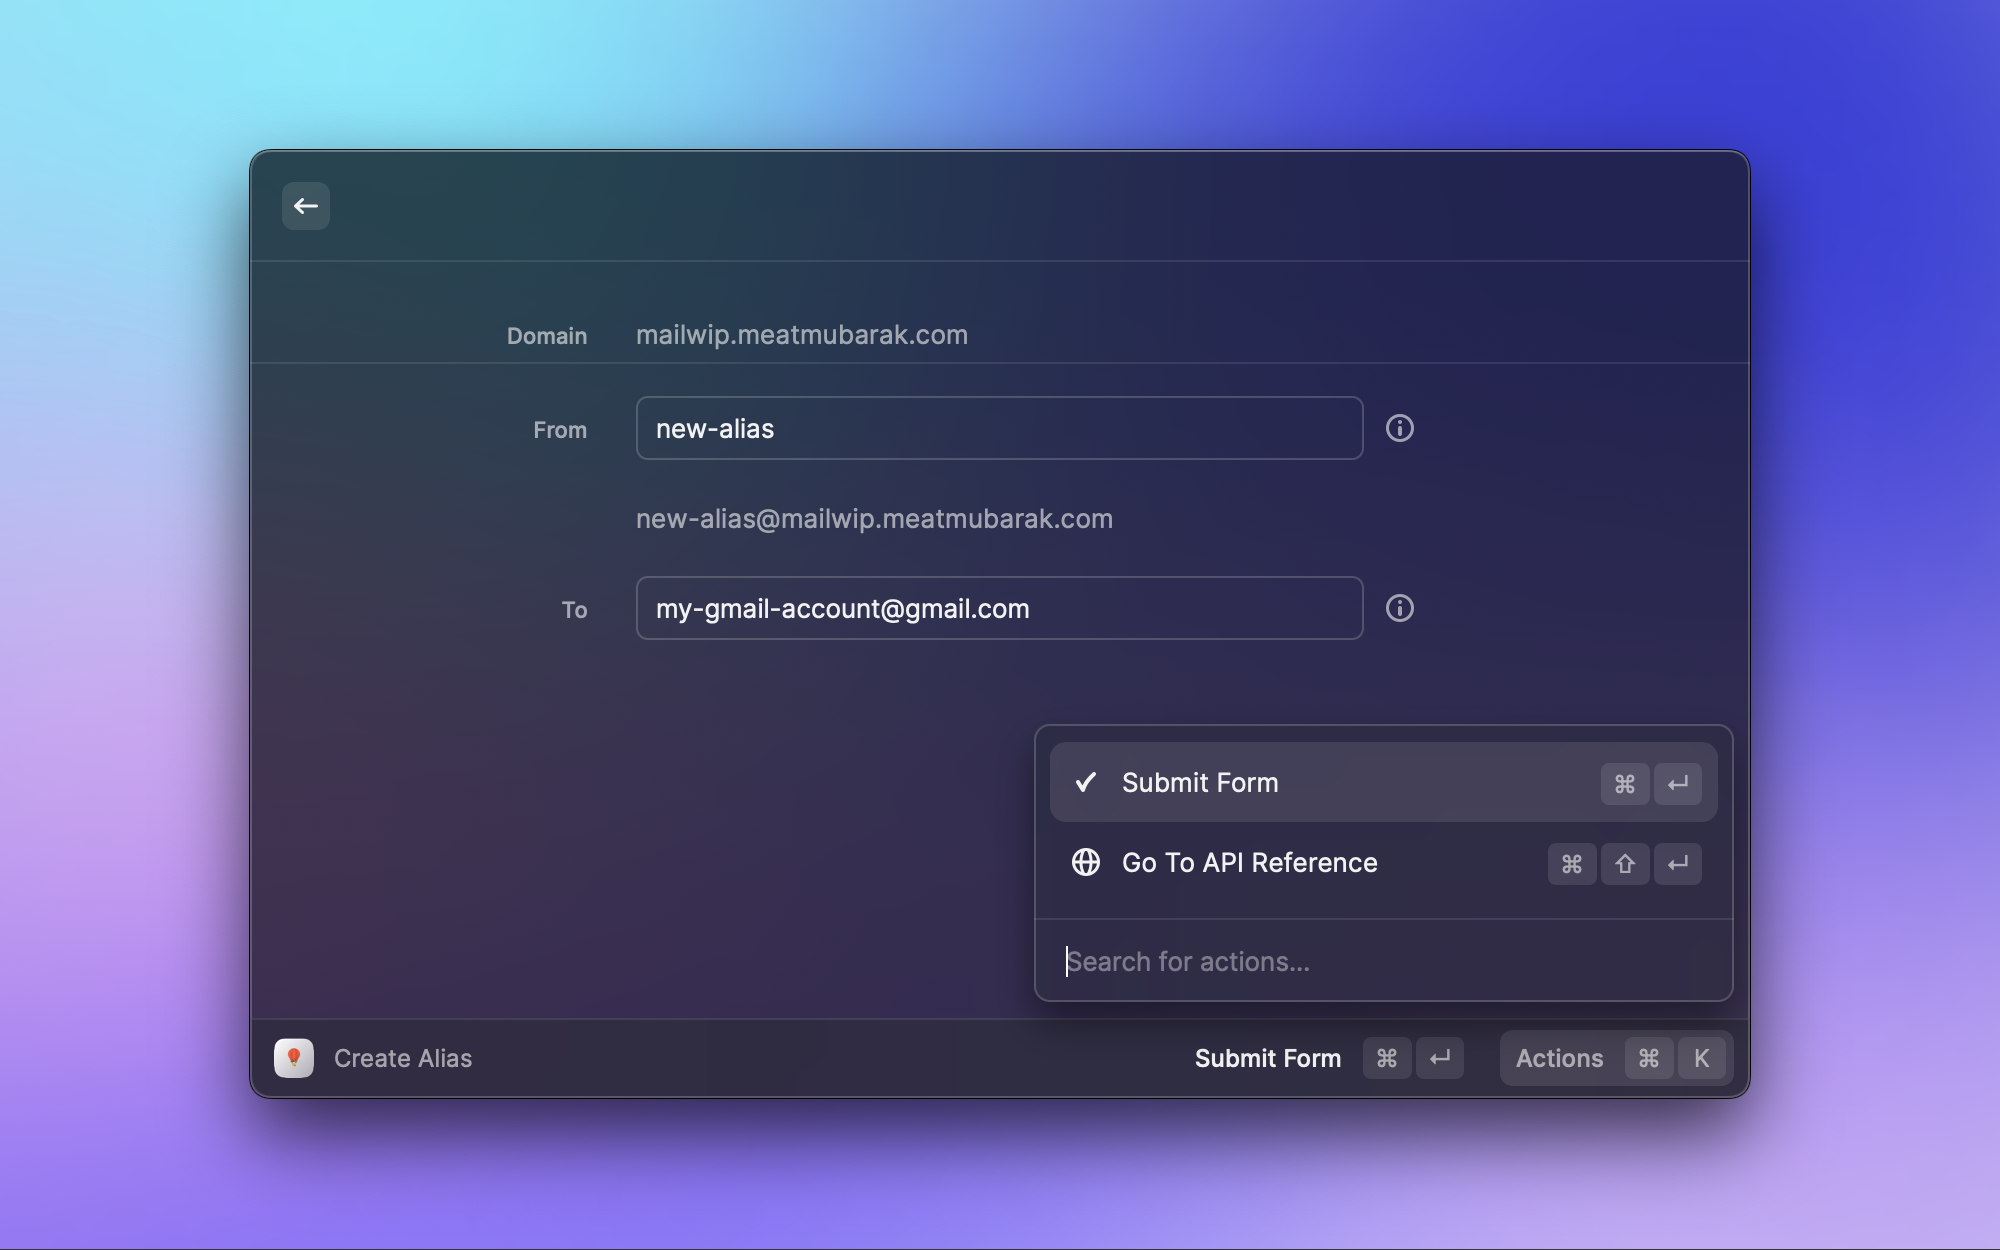 Domain mailwip.meatmubarak.com
From new-alias
new-alias@mailwip.meatmubarak.com
To my-gmail-account@gmail.com
Submit Form ⌘ ↵
Go To API Reference ⌘ ⇧ ↵
Search for actions...
Create Alias Submit Form ⌘ ↵ Actions ⌘ K